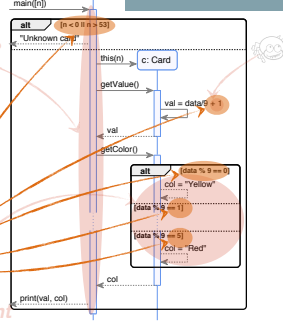 main([n])
alt
[n < 0 || n > 53]
"Unknown card"
this(n)
c: Card
getValue()
val = data/9 + 1
val
getColor()
alt
[data % 9 == 0]
col = "Yellow"
[data % 9 == 1]
[data % 9 == 5]
col = "Red"
col
print(val, col)